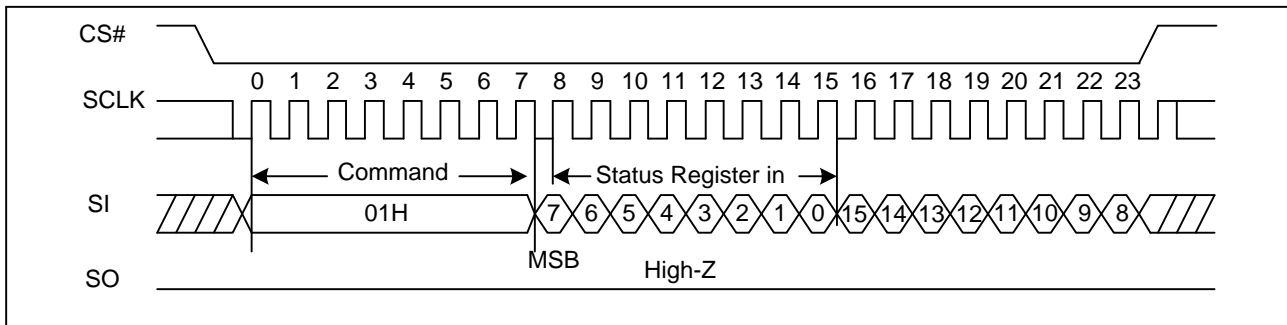 CS#
0 1 2 3 4 5 6 7 8 9 10 11 12 13 14 15 16 17 18 19 20 21 22 23
SCLK
Command Status Register in
SI 01H 7 6 5 4 3 2 1 0 15 14 13 12 11 10 9 8
MSB High-Z
SO